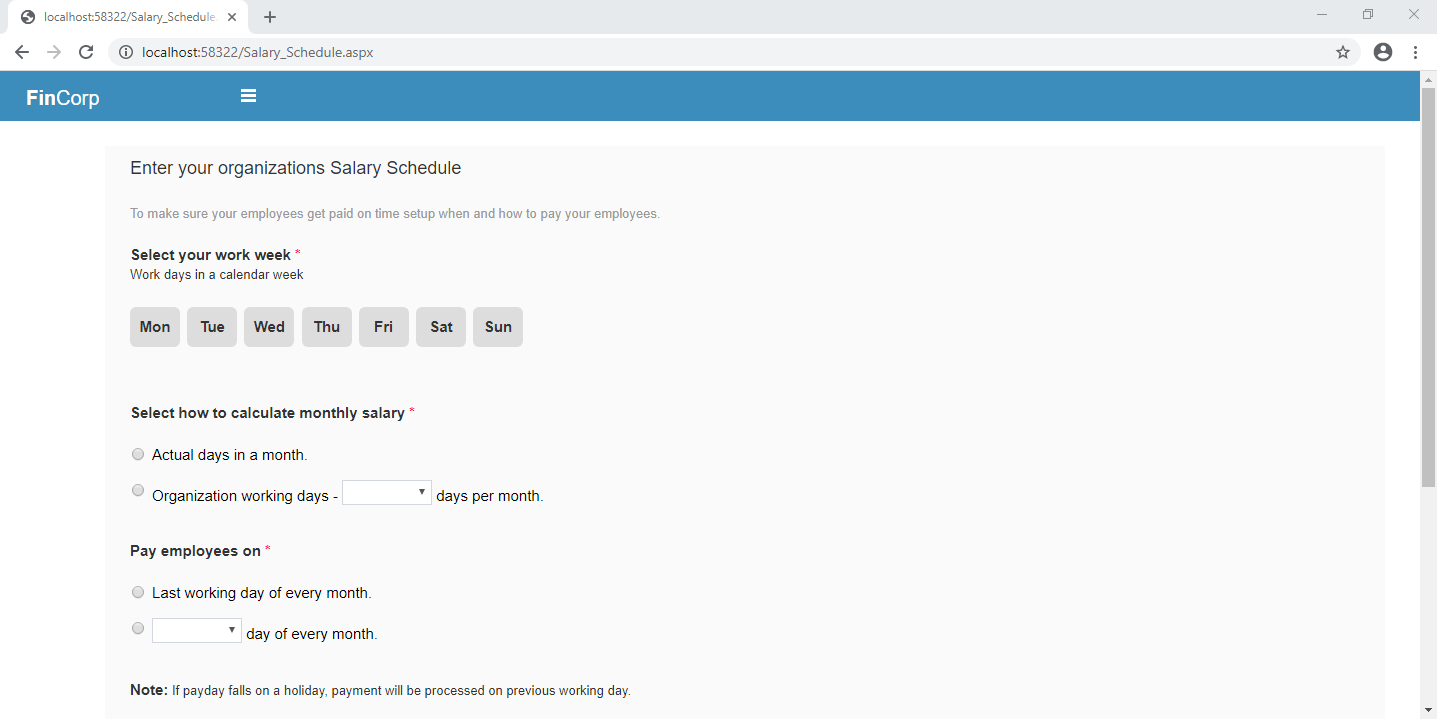 localhost:58322/Salary_Schedule.
localhost:58322/Salary_Schedule.aspx
FinCorp
Enter your organizations Salary Schedule
To make sure your employees get paid on time setup when and how to pay your employees.
Select your work week *
Work days in a calendar week
Mon Tue Wed Thu Fri Sat Sun
Select how to calculate monthly salary *
Actual days in a month.
Organization working days - days per month.
Pay employees on *
Last working day of every month.
day of every month.
Note: If payday falls on a holiday, payment will be processed on previous working day.